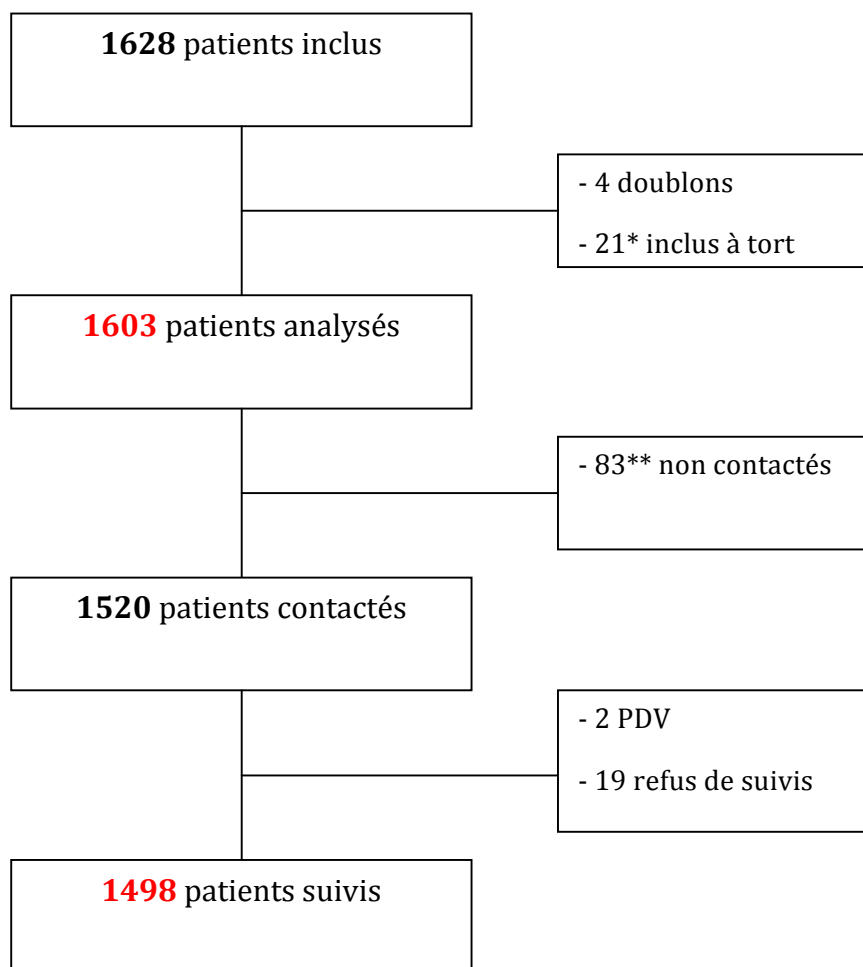 1628 patients inclus
- 4 doublons
- 21* inclus à tort
1603 patients analysés
- 83** non contactés
1520 patients contactés
- 2 PDV
- 19 refus de suivis
1498 patients suivis